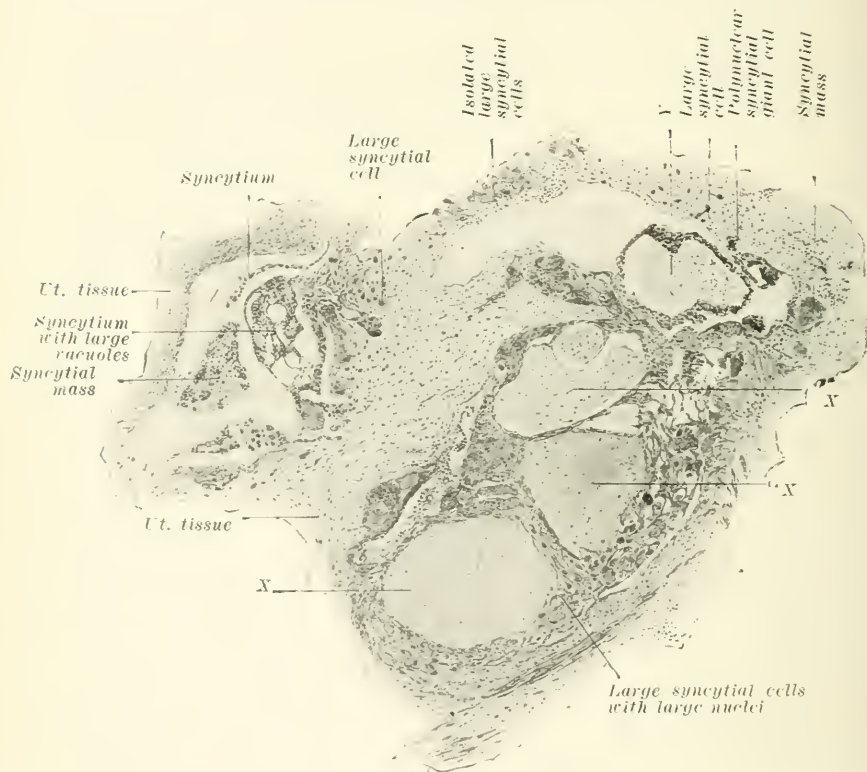 Isolated
large
syncytial
cells
Y
Large
syncytial
cell
Polynuclear
syncytial
giant cell
Syncytial
mass
Large
syncytial
cell
Syncytium
Ut. tissue
Syncytium
with large
vacuoles
Syncytial
mass
X
X
Ut. tissue
X
Large syncytial cells
with large nuclei